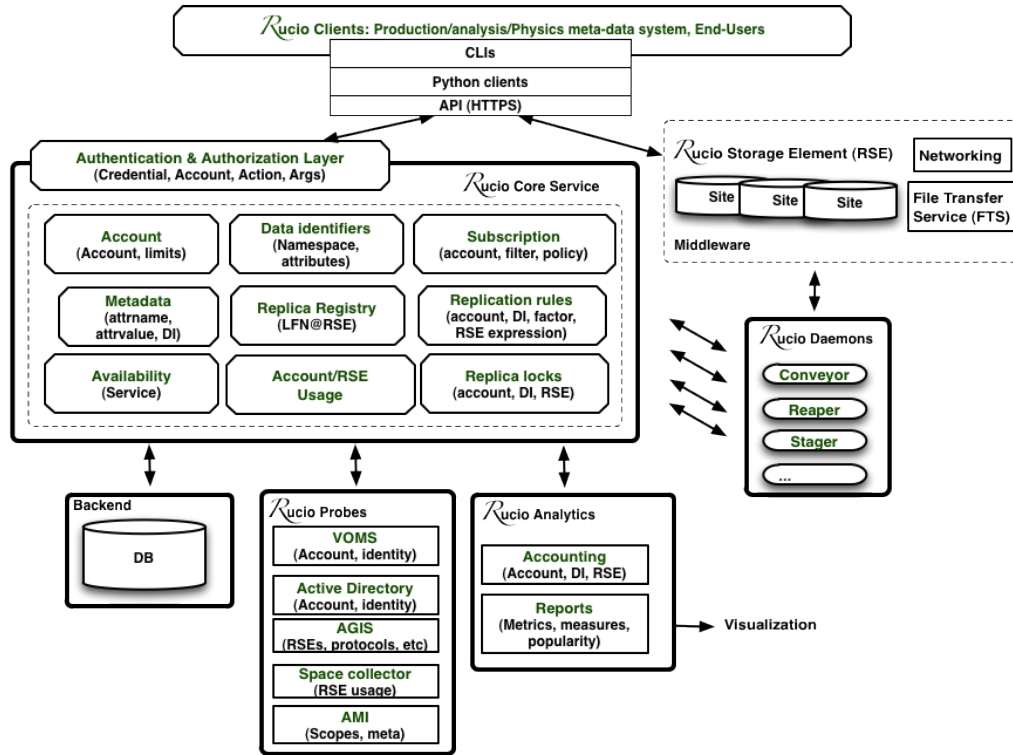 Rucio Clients: Production/analysis/Physics meta-data system, End-Users
CLIs
Python clients
API (HTTPS)
Authentication & Authorization Layer
(Credential, Account, Action, Args)
Rucio Core Service
Account
(Account, limits)
Data identifiers
(Namespace,
attributes)
Subscription
(account, filter, policy)
Metadata
(attrname,
attrvalue, DI)
Replica Registry
(LFN@RSE)
Replication rules
(account, DI, factor,
RSE expression)
Availability
(Service)
Account/RSE
Usage
Replica locks
(account, DI, RSE)
Rucio Storage Element (RSE)
Networking
Site
Site
Site
File Transfer
Service (FTS)
Middleware
Rucio Daemons
Conveyor
Reaper
Stager
...
Backend
DB
Rucio Probes
VOMS
(Account, identity)
Active Directory
(Account, identity)
AGIS
(RSEs, protocols, etc)
Space collector
(RSE usage)
AMI
(Scopes, meta)
Rucio Analytics
Accounting
(Account, DI, RSE)
Reports
(Metrics, measures,
popularity)
Visualization